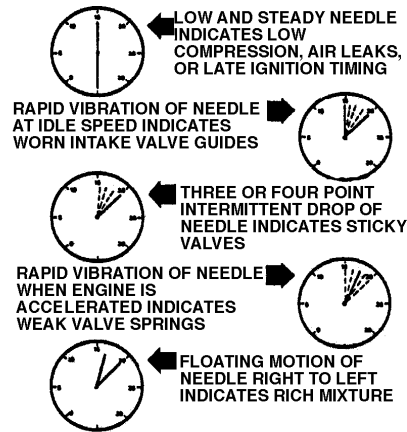 LOW AND STEADY NEEDLE
INDICATES LOW
COMPRESSION, AIR LEAKS,
OR LATE IGNITION TIMING
RAPID VIBRATION OF NEEDLE
AT IDLE SPEED INDICATES
WORN INTAKE VALVE GUIDES
THREE OR FOUR POINT
INTERMITTENT DROP OF
NEEDLE INDICATES STICKY
VALVES
RAPID VIBRATION OF NEEDLE
WHEN ENGINE IS
ACCELERATED INDICATES
WEAK VALVE SPRINGS
FLOATING MOTION OF
NEEDLE RIGHT TO LEFT
INDICATES RICH MIXTURE